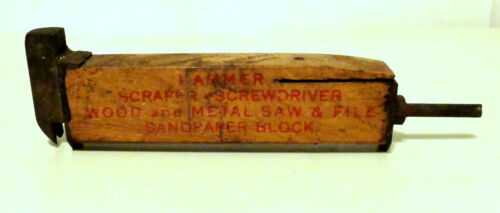 HAMMER
SCRAPER SCREWDRIVER
WOOD and METAL SAW & FILE
SANDPAPER BLOCK